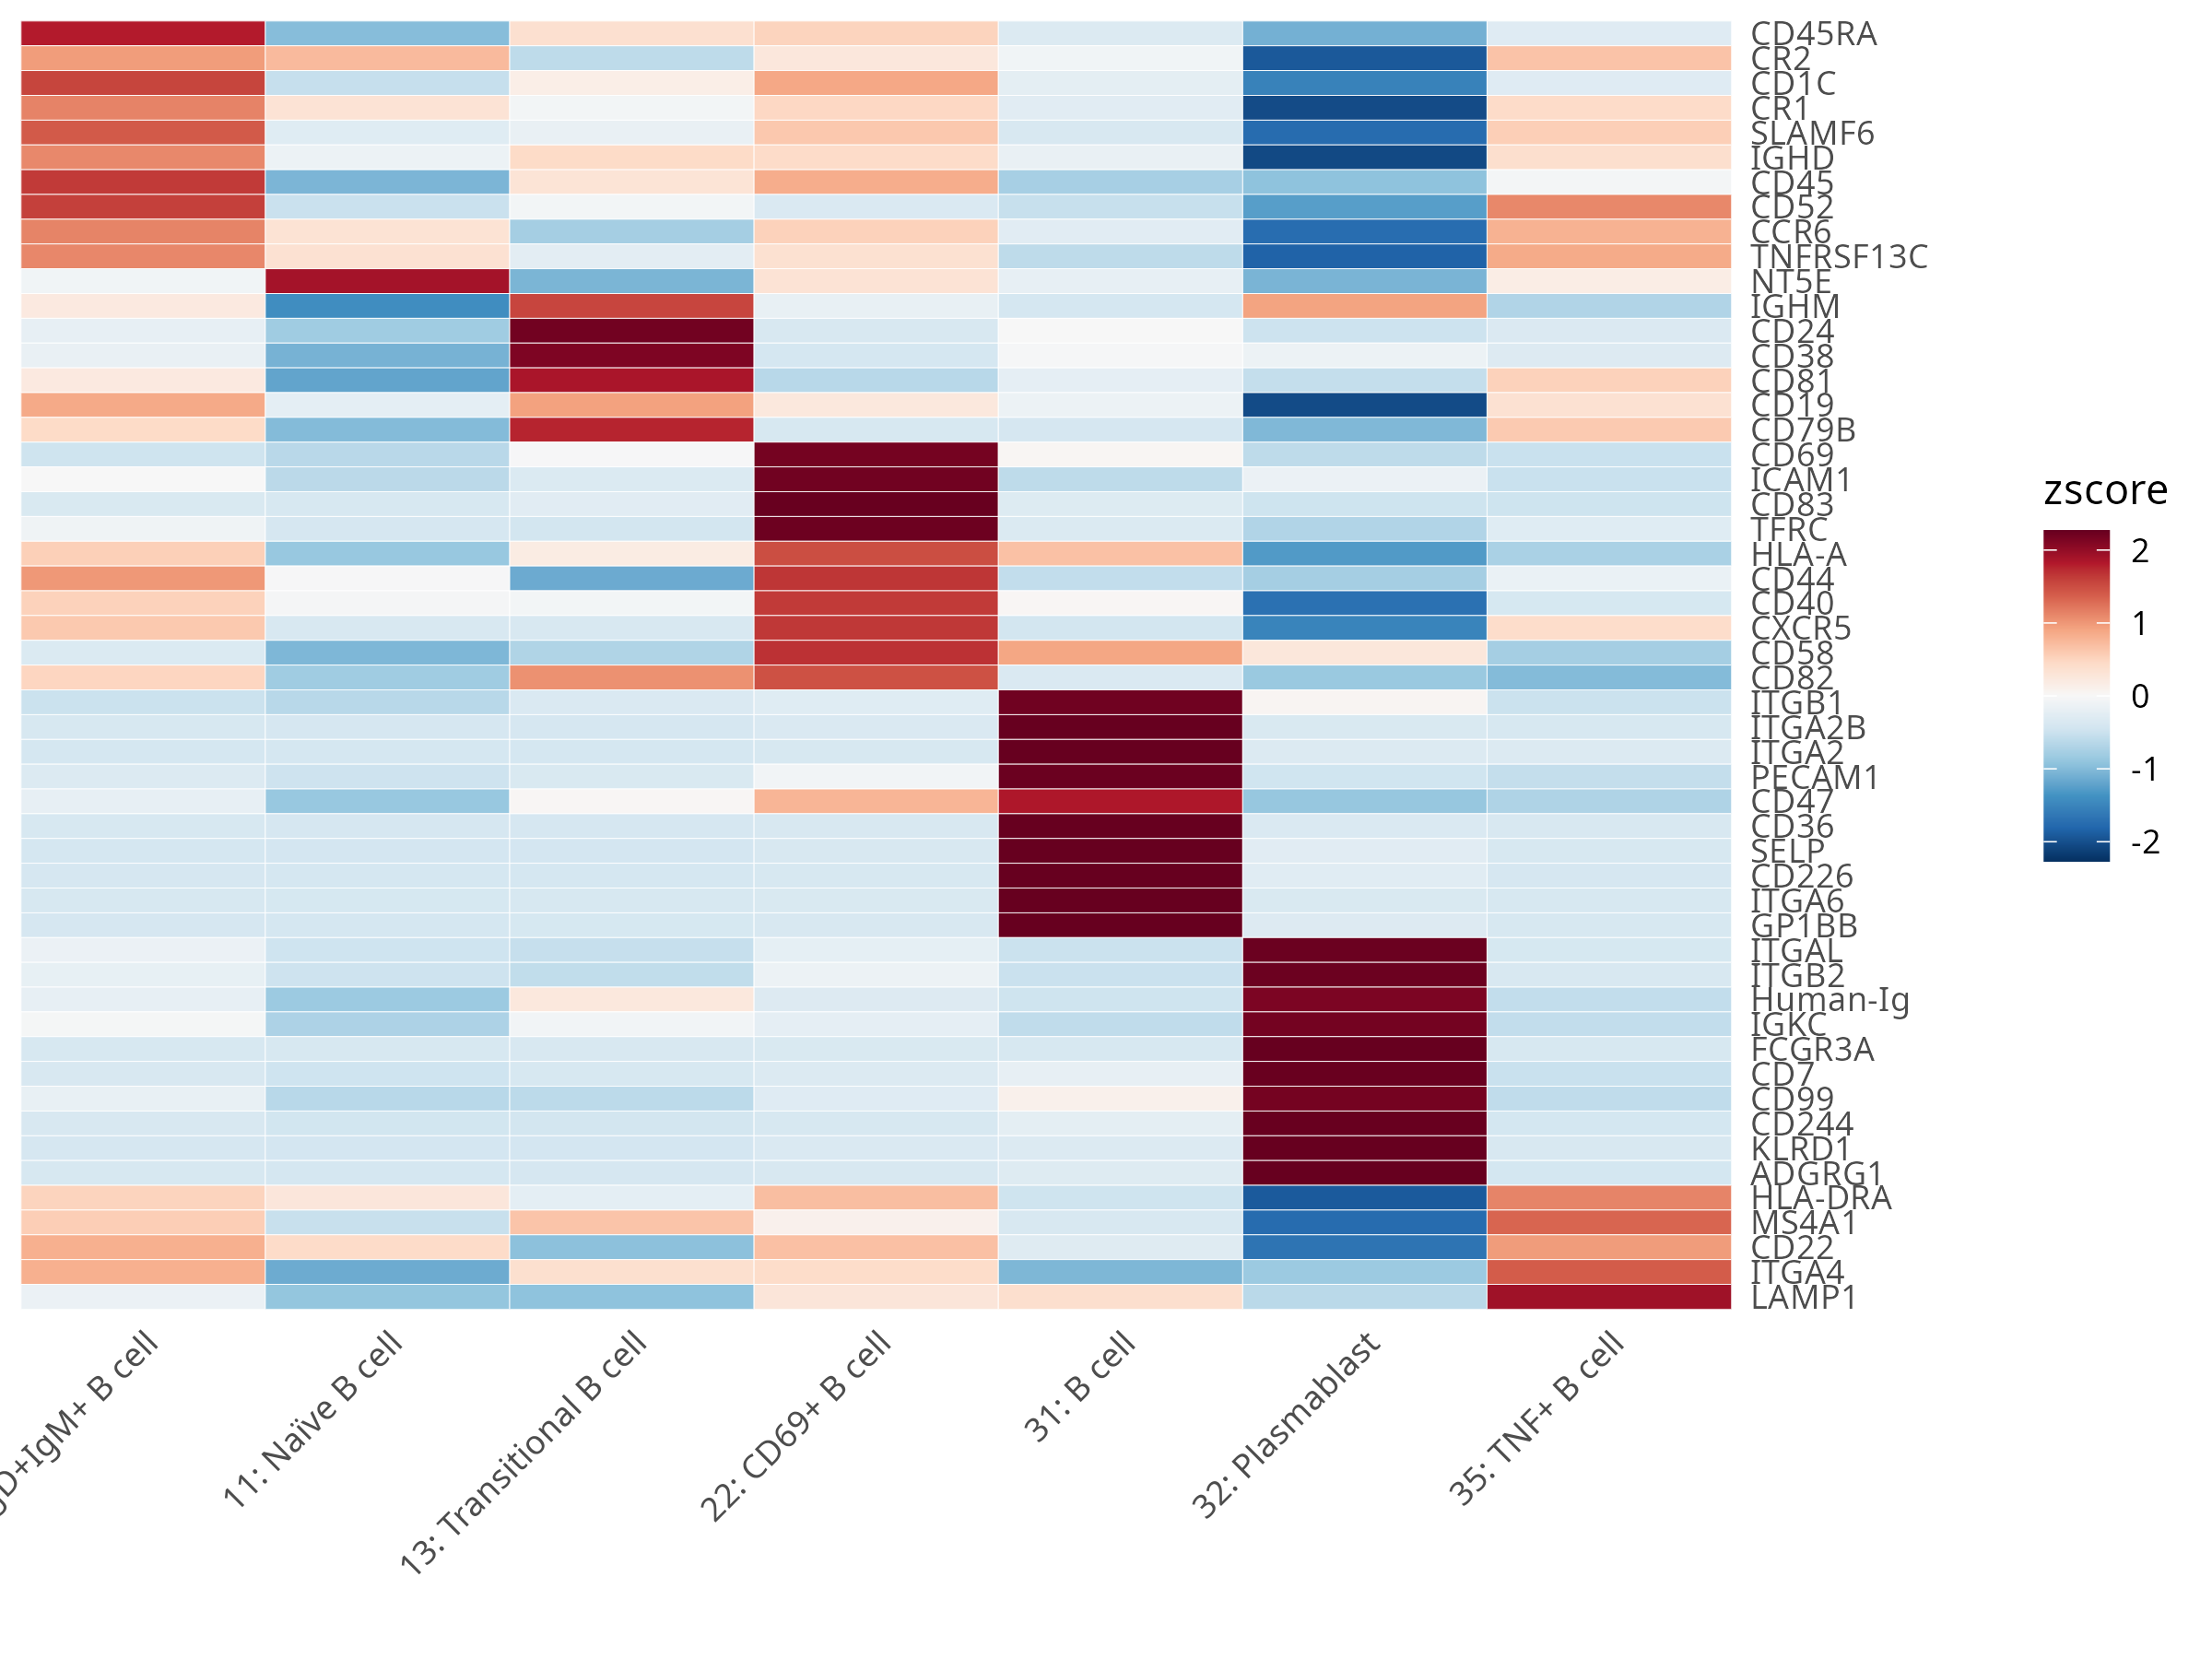 CD45RA
CR2
CD1C
CR1
SLAMF6
IGHD
CD45
CD52
CCR6
TNFRSF13C
NT5E
IGHM
CD24
CD38
CD81
CD19
CD79B
CD69
ICAM1
CD83
TFRC
HLA-A
CD44
CD40
CXCR5
CD58
CD82
ITGB1
ITGA2B
ITGA2
PECAM1
CD47
CD36
SELP
CD226
ITGA6
GP1BB
ITGAL
ITGB2
Human-Ig
IGKC
FCGR3A
CD7
CD99
CD244
KLRD1
ADGRG1
HLA-DRA
MS4A1
CD22
ITGA4
LAMP1
zscore
2
1
0
-1
-2
D+IgM+ B cell
11: Naïve B cell
13: Transitional B cell
22: CD69+ B cell
31: B cell
32: Plasmablast
35: TNF+ B cell